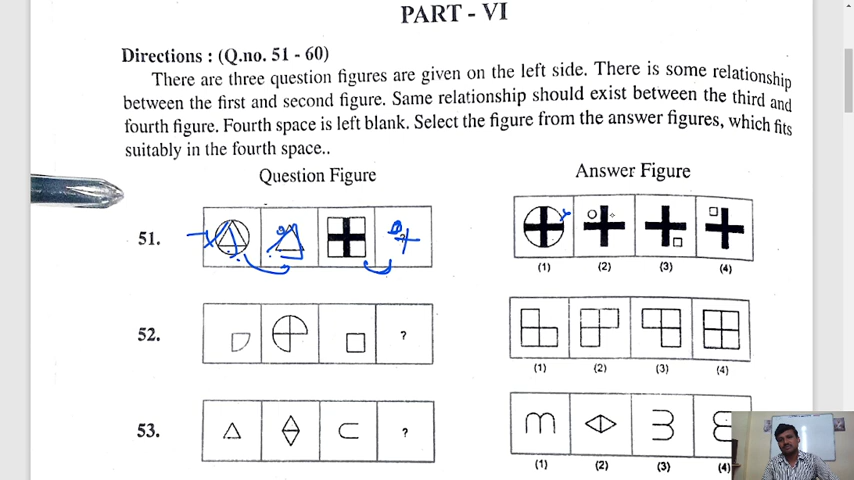 PART - VI
Directions : (Q.no. 51 - 60)
There are three question figures are given on the left side. There is some relationship
between the first and second figure. Same relationship should exist between the third and
fourth figure. Fourth space is left blank. Select the figure from the answer figures, which fits
suitably in the fourth space..
Question Figure
Answer Figure
51.
(1) (2) (3) (4)
52.
?
(1) (2) (3) (4)
53.
?
(1) (2) (3) (4)